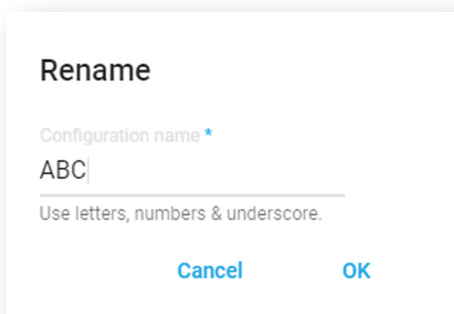 Rename
Configuration name *
ABC
Use letters, numbers & underscore.
Cancel OK